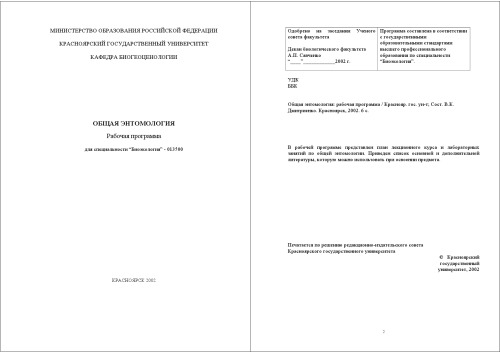 МИНИСТЕРСТВО ОБРАЗОВАНИЯ РОССИЙСКОЙ ФЕДЕРАЦИИ
КРАСНОЯРСКИЙ ГОСУДАРСТВЕННЫЙ УНИВЕРСИТЕТ
КАФЕДРА БИОГЕОЦЕНОЛОГИИ
ОБЩАЯ ЭНТОМОЛОГИЯ
Рабочая программа
для специальности "Биоэкология" - 013500
КРАСНОЯРСК 2002
Одобрено на заседании Ученого
совета факультета
Декан биологического факультета
А.П. Савченко
"____"______________2002 г.
Программа составлена в соответствии
с государственными
образовательными стандартами
высшего профессионального
образования по специальности
"Биоэкология".
УДК
ББК
Общая энтомология: рабочая программа / Краснояр. гос. ун-т; Сост. В.К.
Дмитриенко. Красноярск, 2002. 6 с.
В рабочей программе представлен план лекционного курса и лабораторных
занятий по общей энтомологии. Приведен список основной и дополнительной
литературы, которую можно использовать при освоении предмета.
Печатается по решению редакционно-издательского совета
Красноярского государственного университета
© Красноярский
государственный
университет, 2002
2